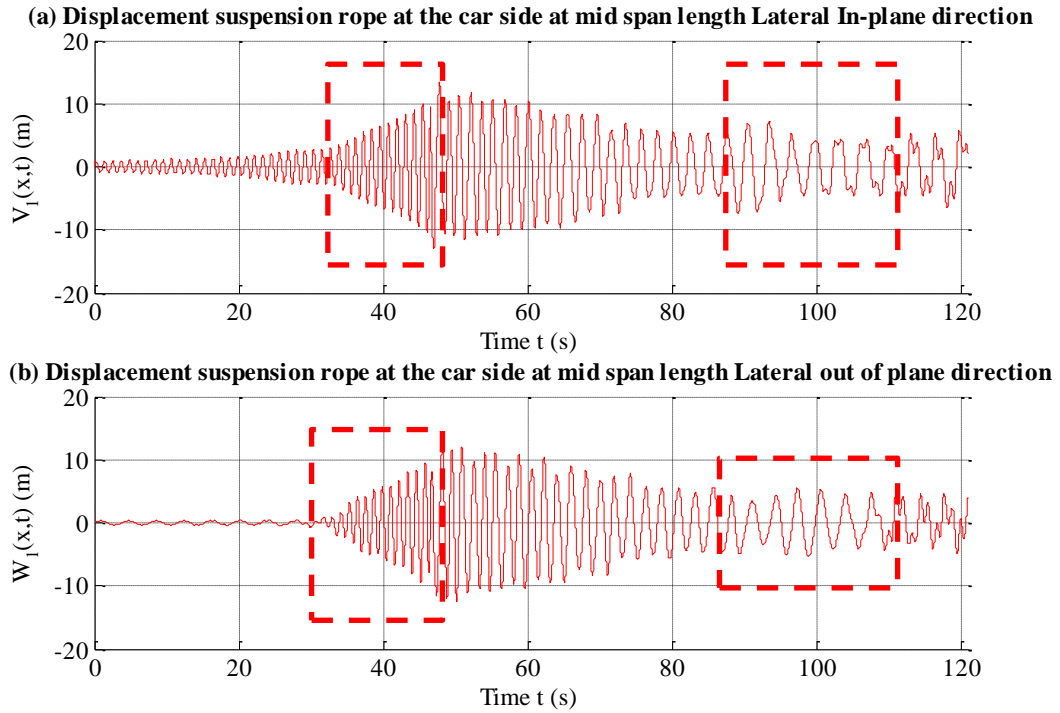 (a) Displacement suspension rope at the car side at mid span length Lateral In-plane direction
20
10
0
-10
-20
V1(x,t) (m)
0 20 40 60 80 100 120
Time t (s)
(b) Displacement suspension rope at the car side at mid span length Lateral out of plane direction
20
10
0
-10
-20
W1(x,t) (m)
0 20 40 60 80 100 120
Time t (s)